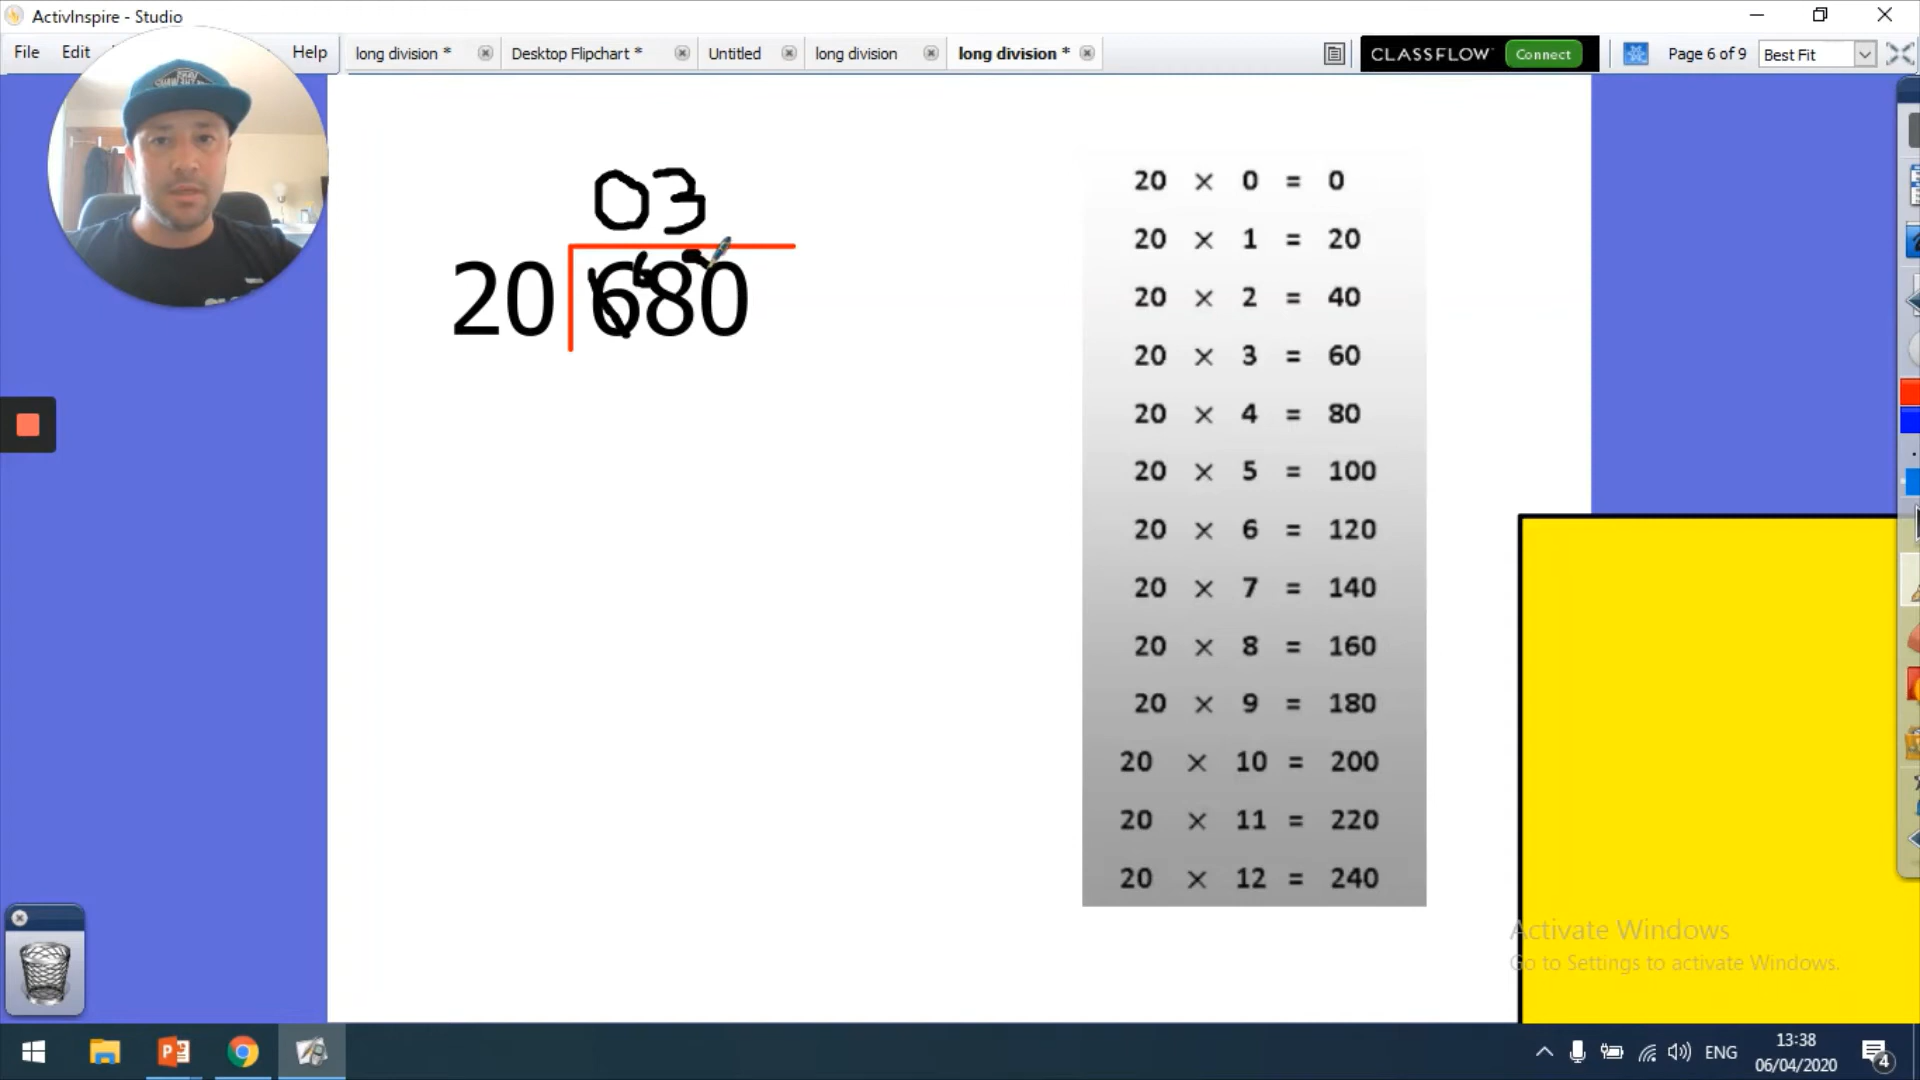 ActivInspire - Studio
File Edit Help long division * Desktop Flipchart * Untitled long division long division * CLASSFLOW Connect Page 6 of 9 Best Fit
03
20 6680
20 × 0 = 0
20 × 1 = 20
20 × 2 = 40
20 × 3 = 60
20 × 4 = 80
20 × 5 = 100
20 × 6 = 120
20 × 7 = 140
20 × 8 = 160
20 × 9 = 180
20 × 10 = 200
20 × 11 = 220
20 × 12 = 240
Activate Windows
Go to Settings to activate Windows.
ENG 13:38 4
06/04/2020